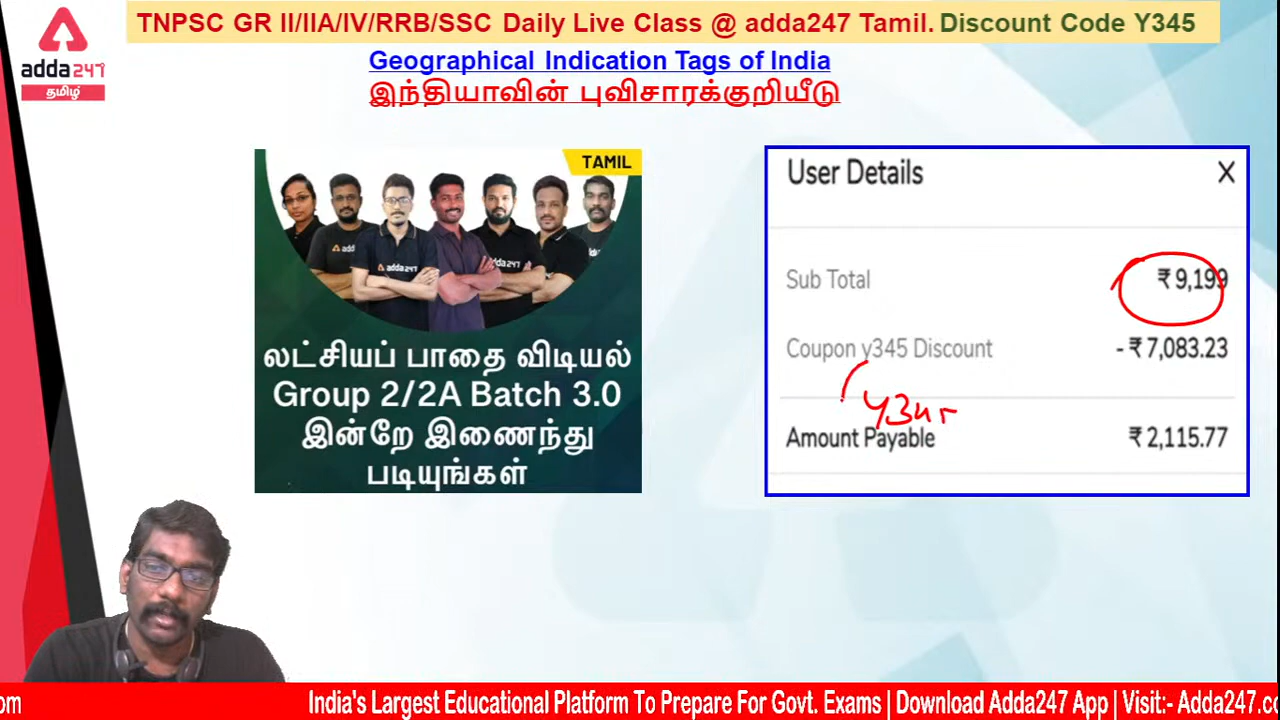 TNPSC GR II/IIA/IV/RRB/SSC Daily Live Class @ adda247 Tamil. Discount Code Y345
adda247
தமிழ்
Geographical Indication Tags of India
இந்தியாவின் புவிசாரக்குறியீடு
TAMIL
adda
adda247
adda247
லட்சியப் பாதை விடியல்
Group 2/2A Batch 3.0
இன்றே இணைந்து
படியுங்கள்
User Details X
Sub Total ₹ 9,199
Coupon y345 Discount - ₹ 7,083.23
Y345
Amount Payable ₹ 2,115.77
om India's Largest Educational Platform To Prepare For Govt. Exams | Download Adda247 App | Visit:- Adda247.co